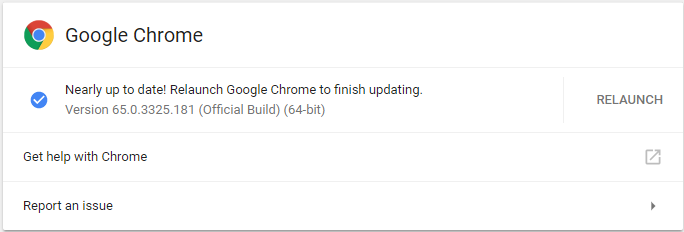 Google Chrome
Nearly up to date! Relaunch Google Chrome to finish updating.
Version 65.0.3325.181 (Official Build) (64-bit)
RELAUNCH
Get help with Chrome
Report an issue